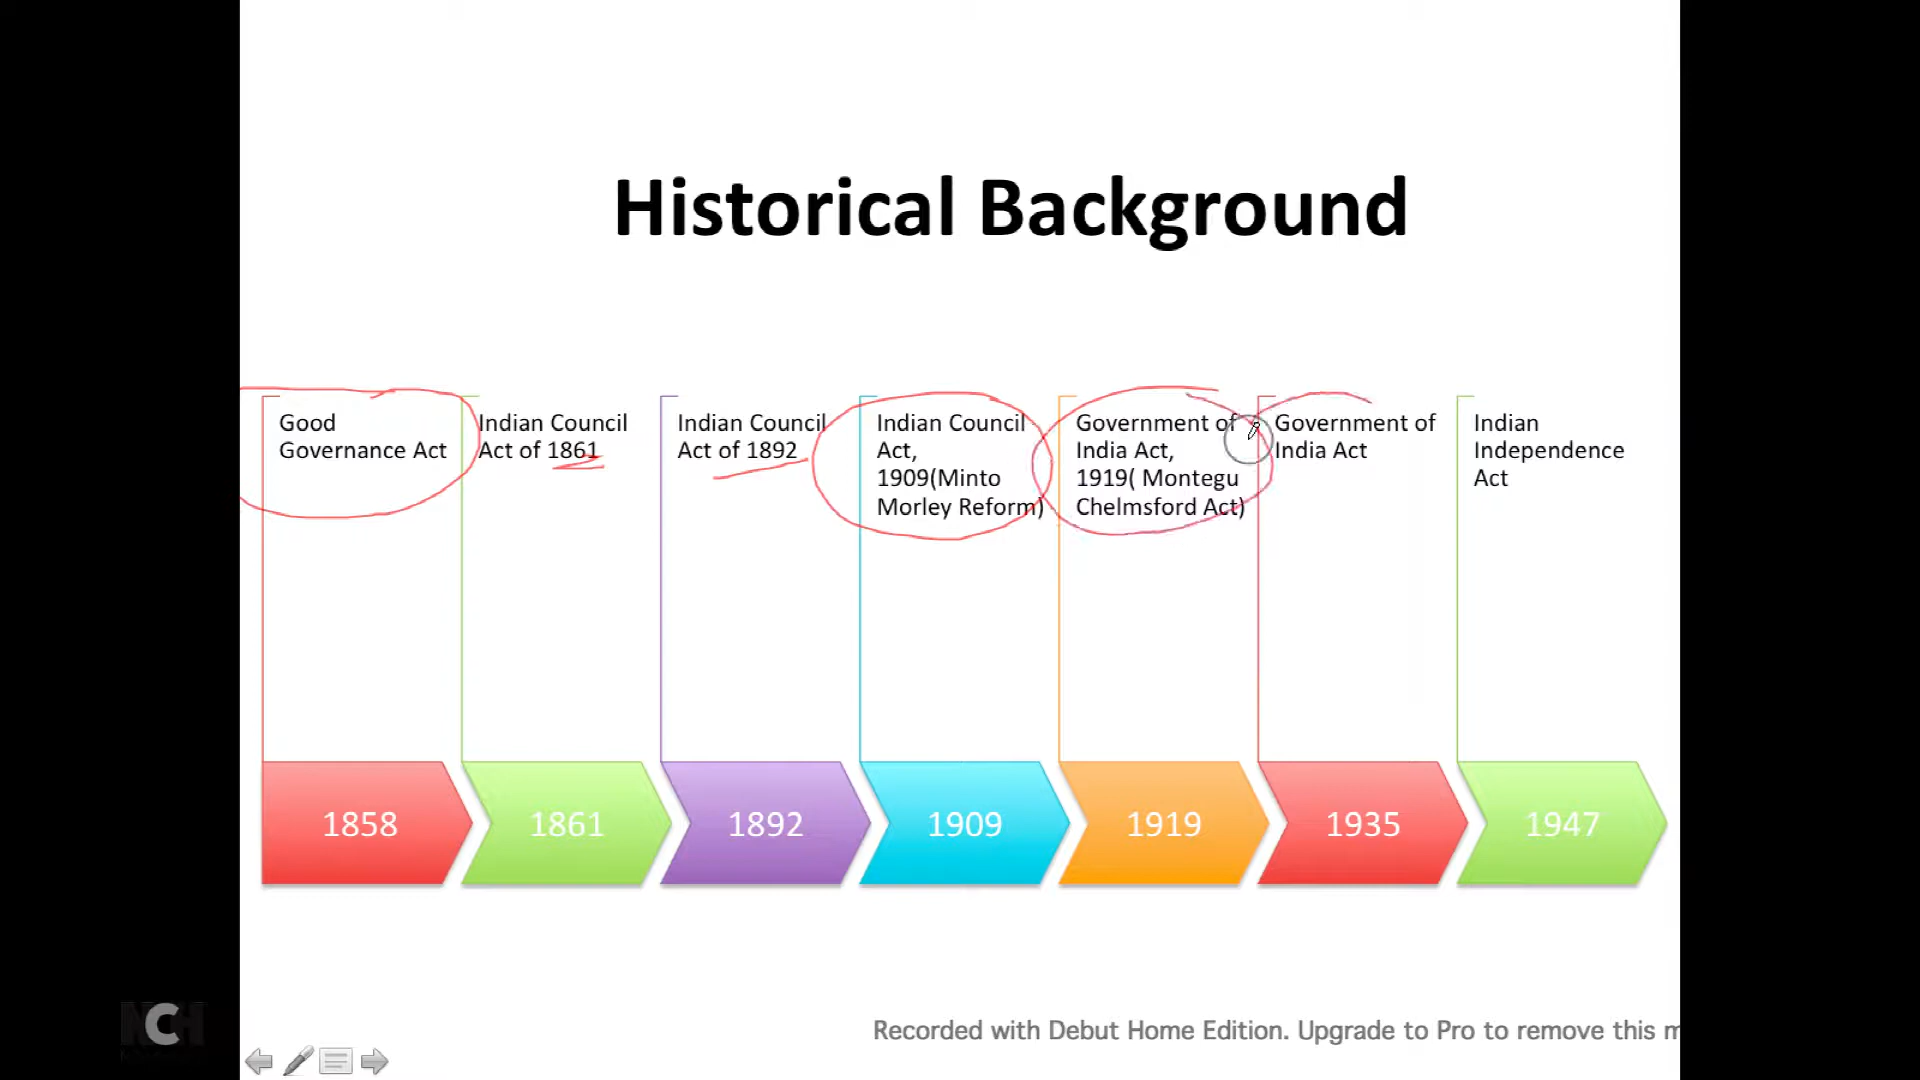 Historical Background
Good
Governance Act
Indian Council
Act of 1861
Indian Council
Act of 1892
Indian Council
Act,
1909(Minto
Morley Reform)
Government of
India Act,
1919( Montegu
Chelmsford Act)
Government of
India Act
Indian
Independence
Act
1858
1861
1892
1909
1919
1935
1947
NCH
Recorded with Debut Home Edition. Upgrade to Pro to remove this m